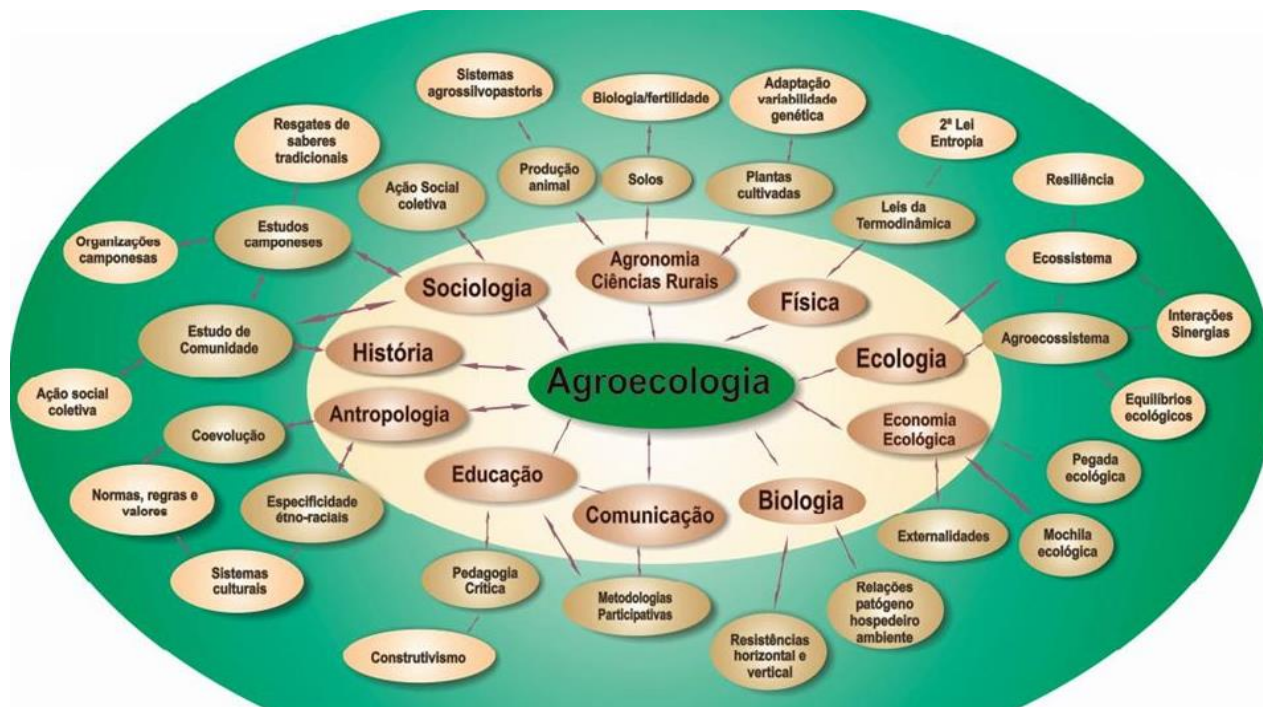 Sistemas
agrossilvopastoris
Biologia/fertilidade
Adaptação
variabilidade
genética
2ª Lei
Entropia
Resgates de
saberes
tradicionais
Ação Social
coletiva
Produção
animal
Solos
Plantas
cultivadas
Leis da
Termodinâmica
Resiliência
Organizações
camponesas
Estudos
camponeses
Sociologia
Agronomia
Ciências Rurais
Física
Ecossistema
Estudo de
Comunidade
História
Agroecologia
Ecologia
Agroecossistema
Interações
Sinergias
Ação social
coletiva
Coevolução
Antropologia
Economia
Ecológica
Equilíbrios
ecológicos
Normas, regras e
valores
Especificidade
étno-raciais
Educação
Comunicação
Biologia
Externalidades
Pegada
ecológica
Mochila
ecológica
Sistemas
culturais
Pedagogia
Crítica
Metodologias
Participativas
Relações
patógeno
hospedeiro
ambiente
Construtivismo
Resistências
horizontal e
vertical